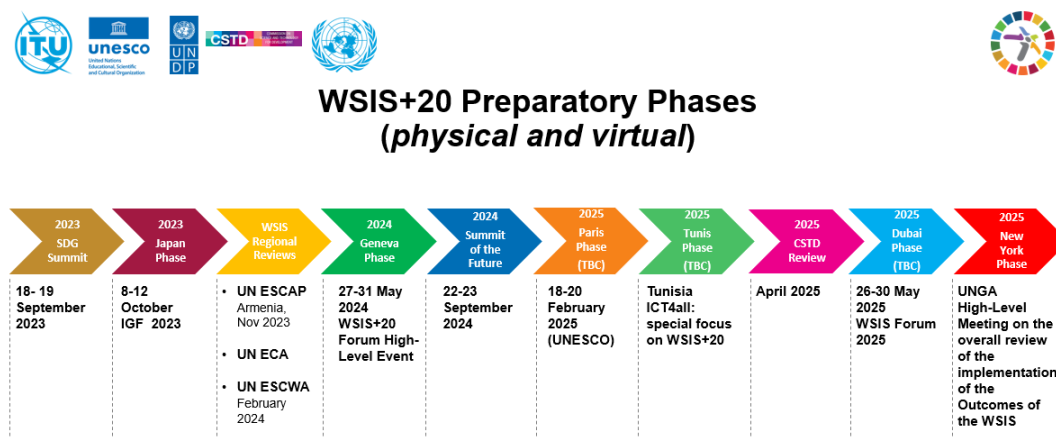 ITU
unesco
United Nations
Educational, Scientific
and Cultural Organization
U N
D P
CSTD
WSIS+20 Preparatory Phases
(physical and virtual)
2023
SDG
Summit
2023
Japan
Phase
WSIS
Regional
Reviews
2024
Geneva
Phase
2024
Summit
of the
Future
2025
Paris
Phase
(TBC)
2025
Tunis
Phase
(TBC)
2025
CSTD
Review
2025
Dubai
Phase
(TBC)
2025
New
York
Phase
18- 19
September
2023
8-12
October
IGF 2023
• UN ESCAP
Armenia,
Nov 2023
• UN ECA
• UN ESCWA
February
2024
27-31 May
2024
WSIS+20
Forum High-
Level Event
22-23
September
2024
18-20
February
2025
(UNESCO)
Tunisia
ICT4all:
special focus
on WSIS+20
April 2025
26-30 May
2025
WSIS Forum
2025
UNGA
High-Level
Meeting on the
overall review
of the
implementation
of the
Outcomes of
the WSIS